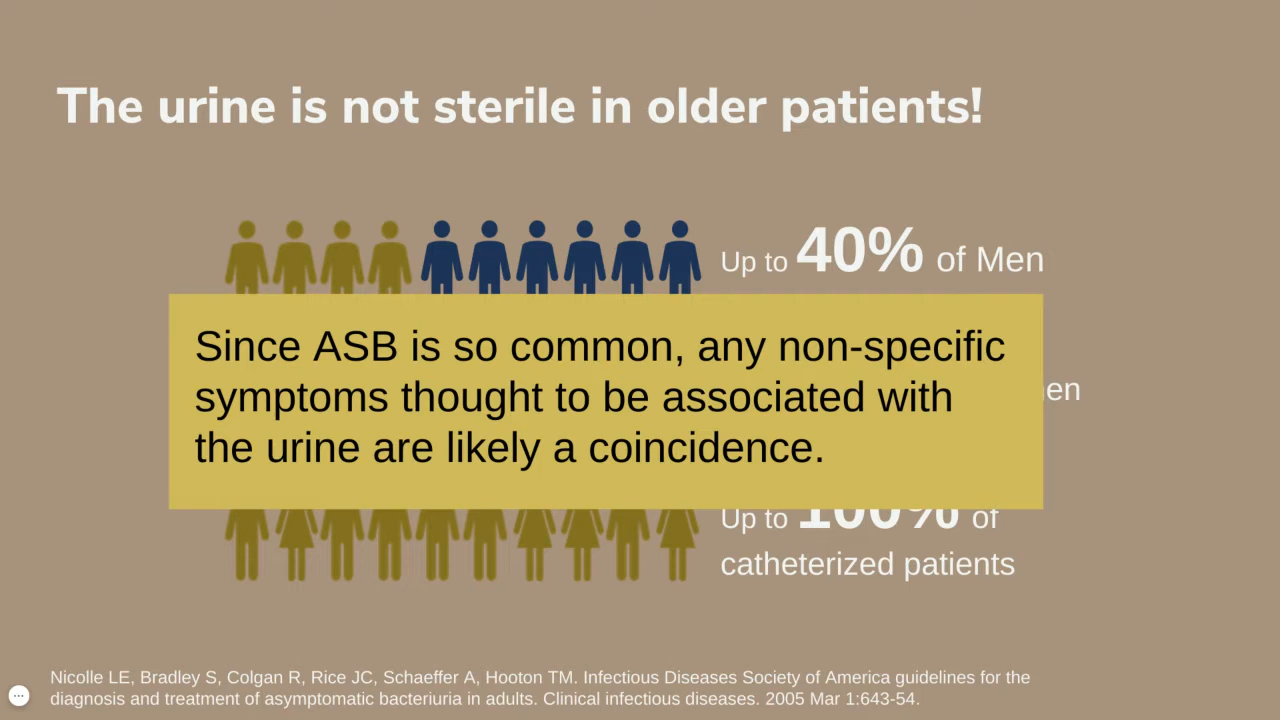 The urine is not sterile in older patients!
Up to 40% of Men
Since ASB is so common, any non-specific
symptoms thought to be associated with
the urine are likely a coincidence.
Up to 100% of
catheterized patients
Nicolle LE, Bradley S, Colgan R, Rice JC, Schaeffer A, Hooton TM. Infectious Diseases Society of America guidelines for the
diagnosis and treatment of asymptomatic bacteriuria in adults. Clinical infectious diseases. 2005 Mar 1:643-54.